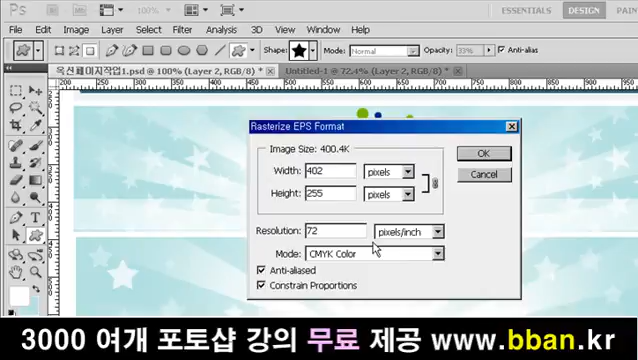 Ps 100% ESSENTIALS DESIGN PAIN
File Edit Image Layer Select Filter Analysis 3D View Window Help
Shape: Mode: Normal Opacity: 33% Anti-alias
옥션페이지작업1.psd @ 100% (Layer 2, RGB/8) * Untitled-1 @ 72.4% (Layer 2, RGB/8) *
Rasterize EPS Format
Image Size: 400.4K
Width: 402 pixels
Height: 255 pixels
OK
Cancel
Resolution: 72 pixels/inch
Mode: CMYK Color
Anti-aliased
Constrain Proportions
3000 여개 포토샵 강의 무료 제공 www.bban.kr